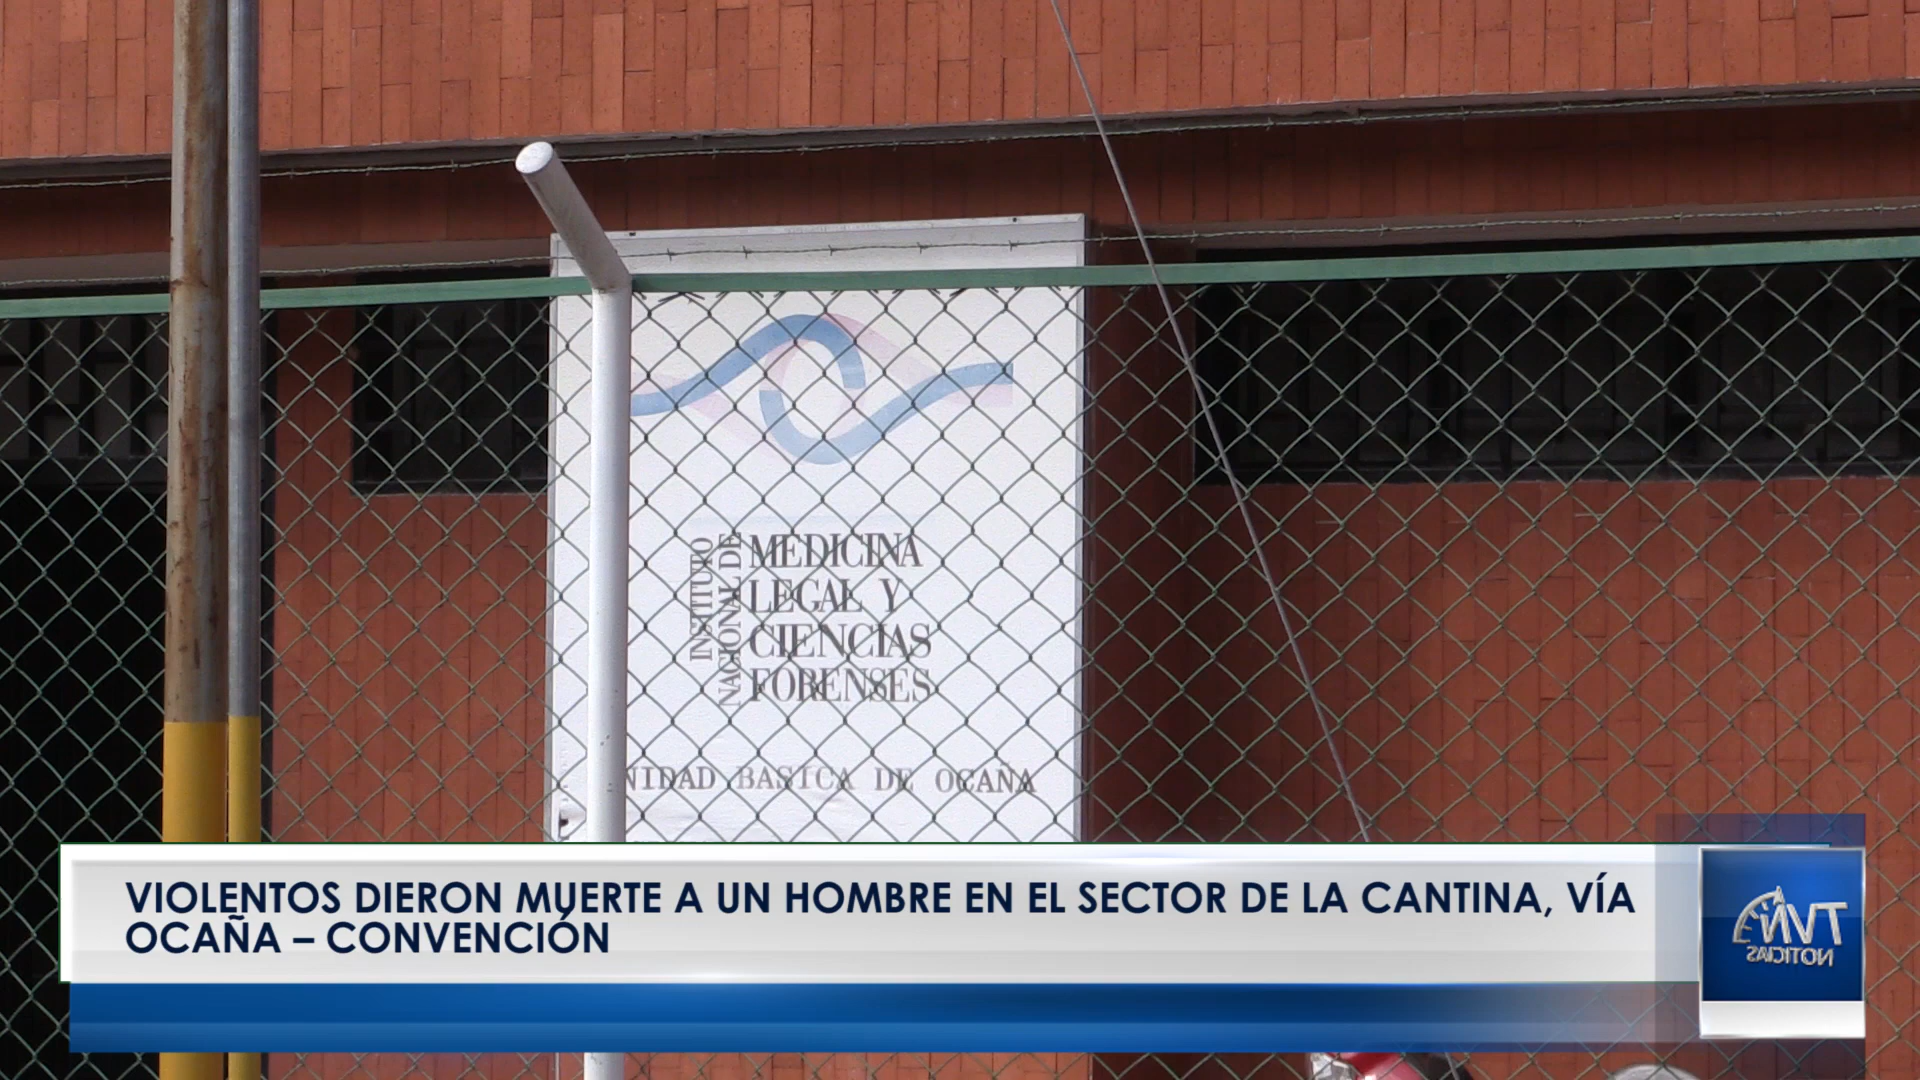 INSTITUTO
NACIONAL DE
MEDICINA
LEGAL Y
CIENCIAS
FORENSES
NIDAD BASICA DE OCAÑA
VIOLENTOS DIERON MUERTE A UN HOMBRE EN EL SECTOR DE LA CANTINA, VÍA
OCAÑA – CONVENCIÓN
TVN
NOTICIAS